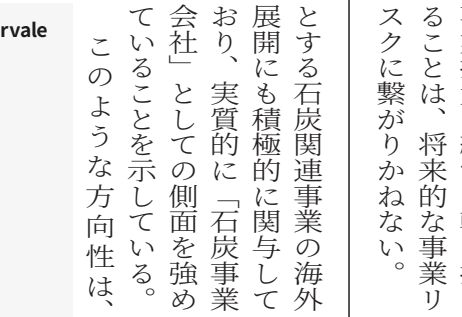 ることは、将来的な事業リ
スクに繋がりかねない。
とする石炭関連事業の海外
展開にも積極的に関与して
おり、実質的に「石炭事業
会社」としての側面を強め
ていることを示している。
このような方向性は、
rvale